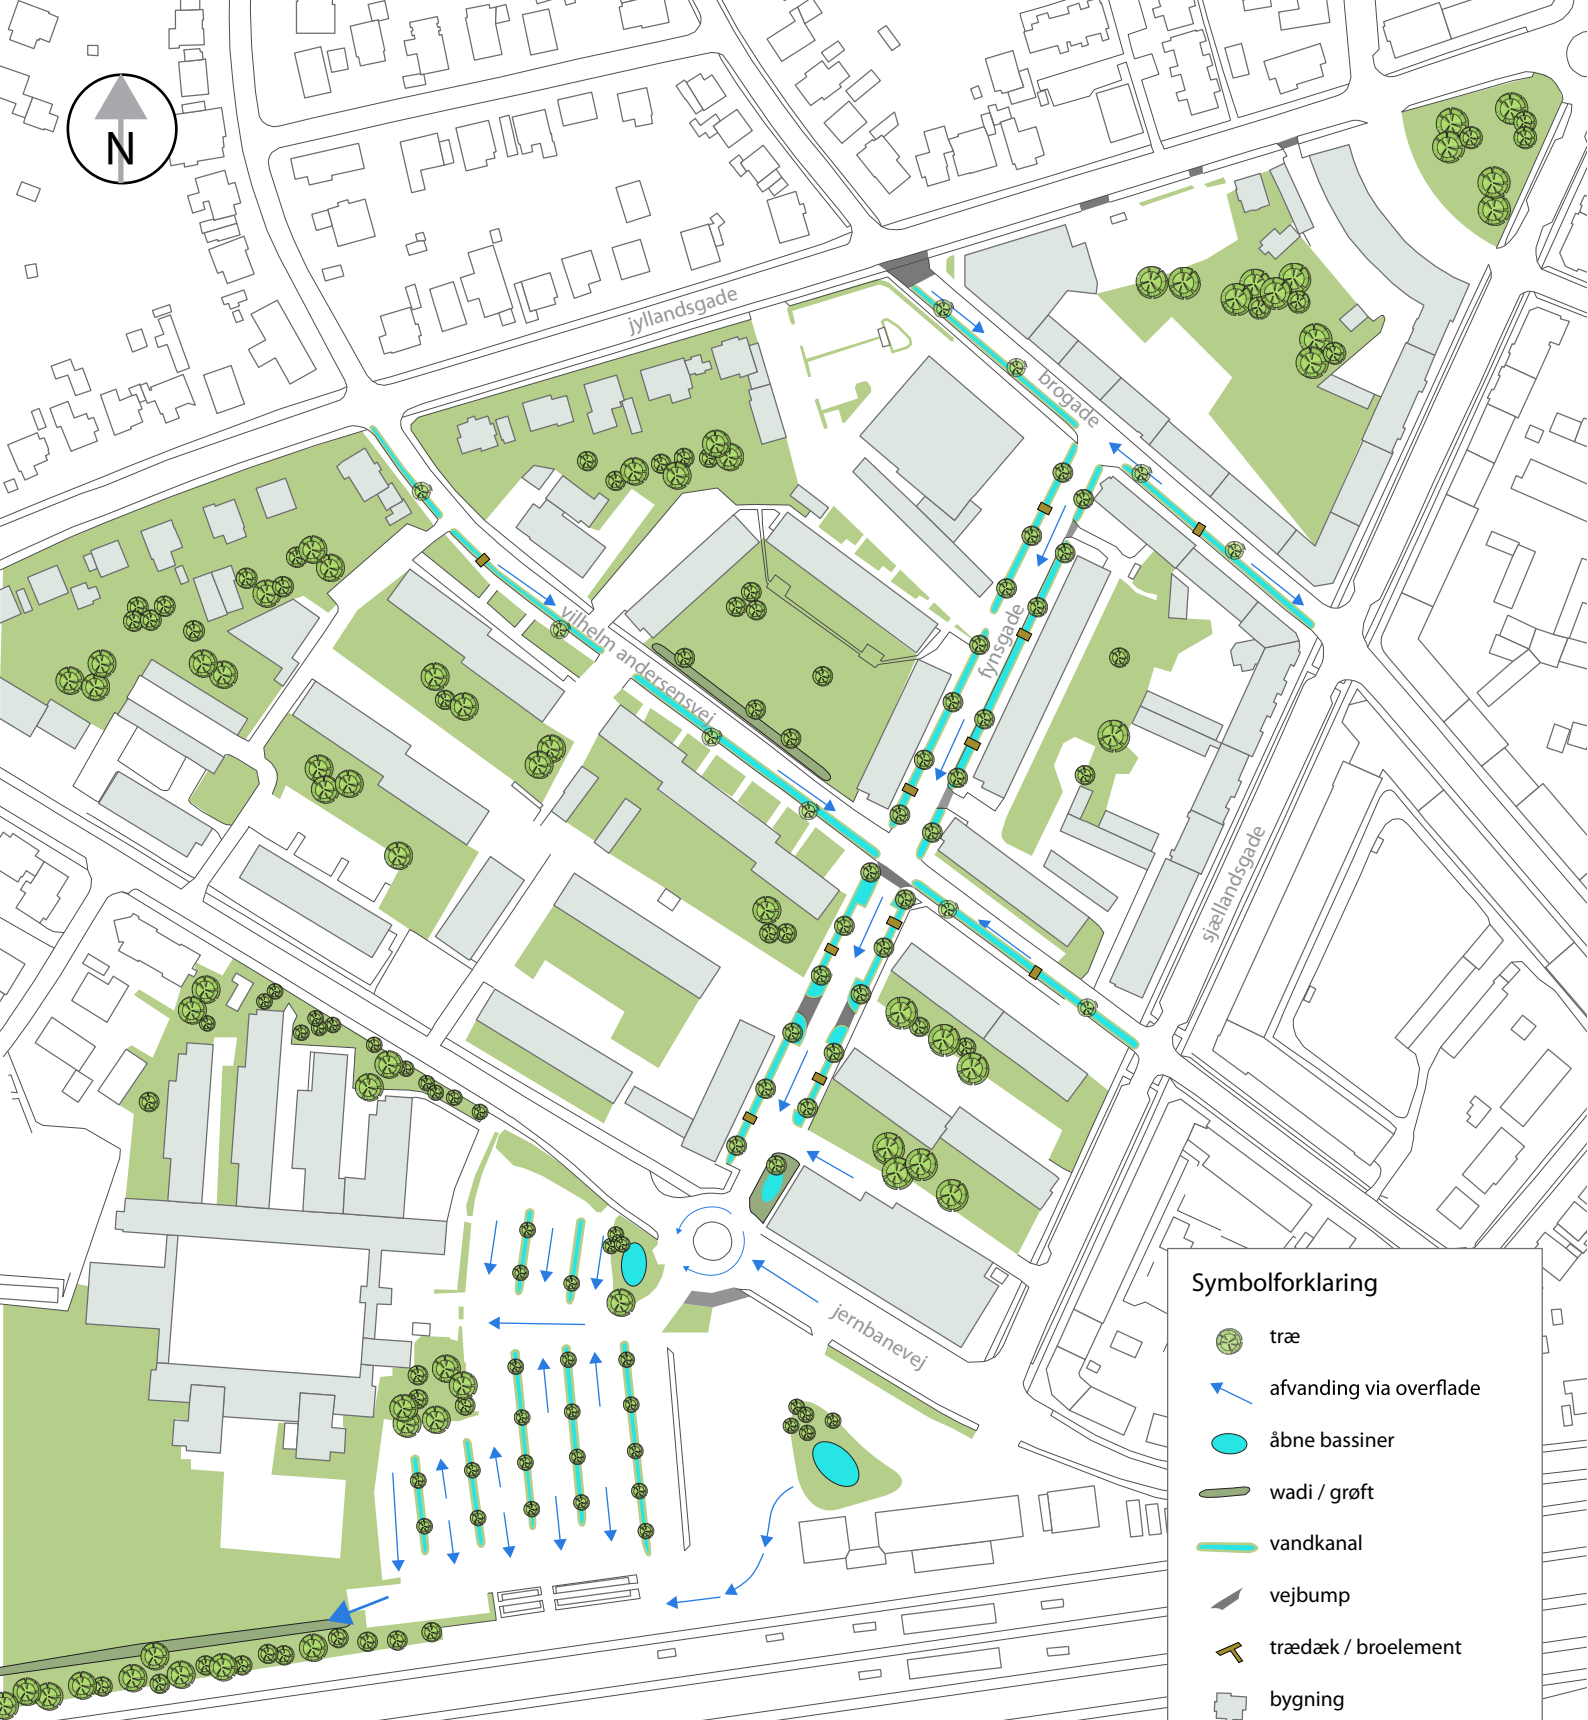 N
jyllandsgade
brogade
fynsgade
vilhelm andersensvej
sjællandsgade
jernbanevej
Symbolforklaring
træ
afvanding via overflade
åbne bassiner
wadi / grøft
vandkanal
vejbump
trædæk / broelement
bygning